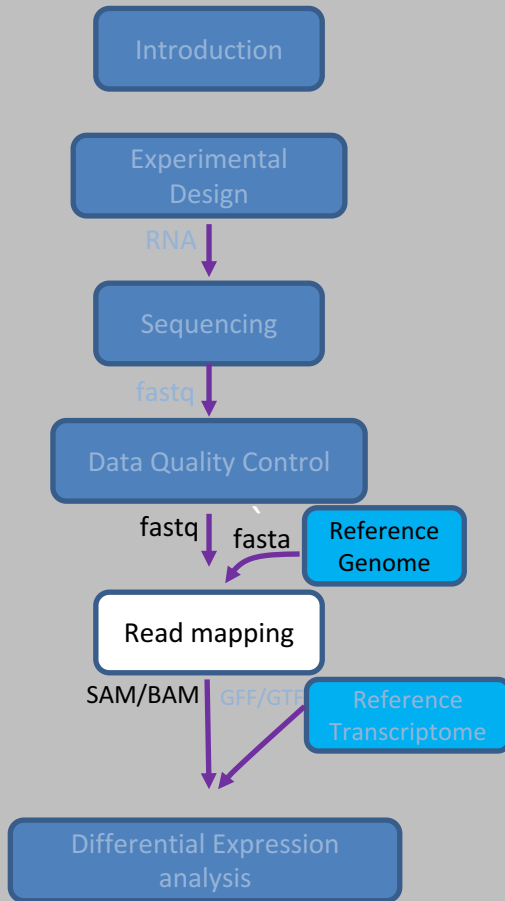 Introduction
Experimental
Design
RNA
Sequencing
fastq
Data Quality Control
`
fastq
fasta
Reference
Genome
Read mapping
SAM/BAM
GFF/GTF
Reference
Transcriptome
Differential Expression
analysis